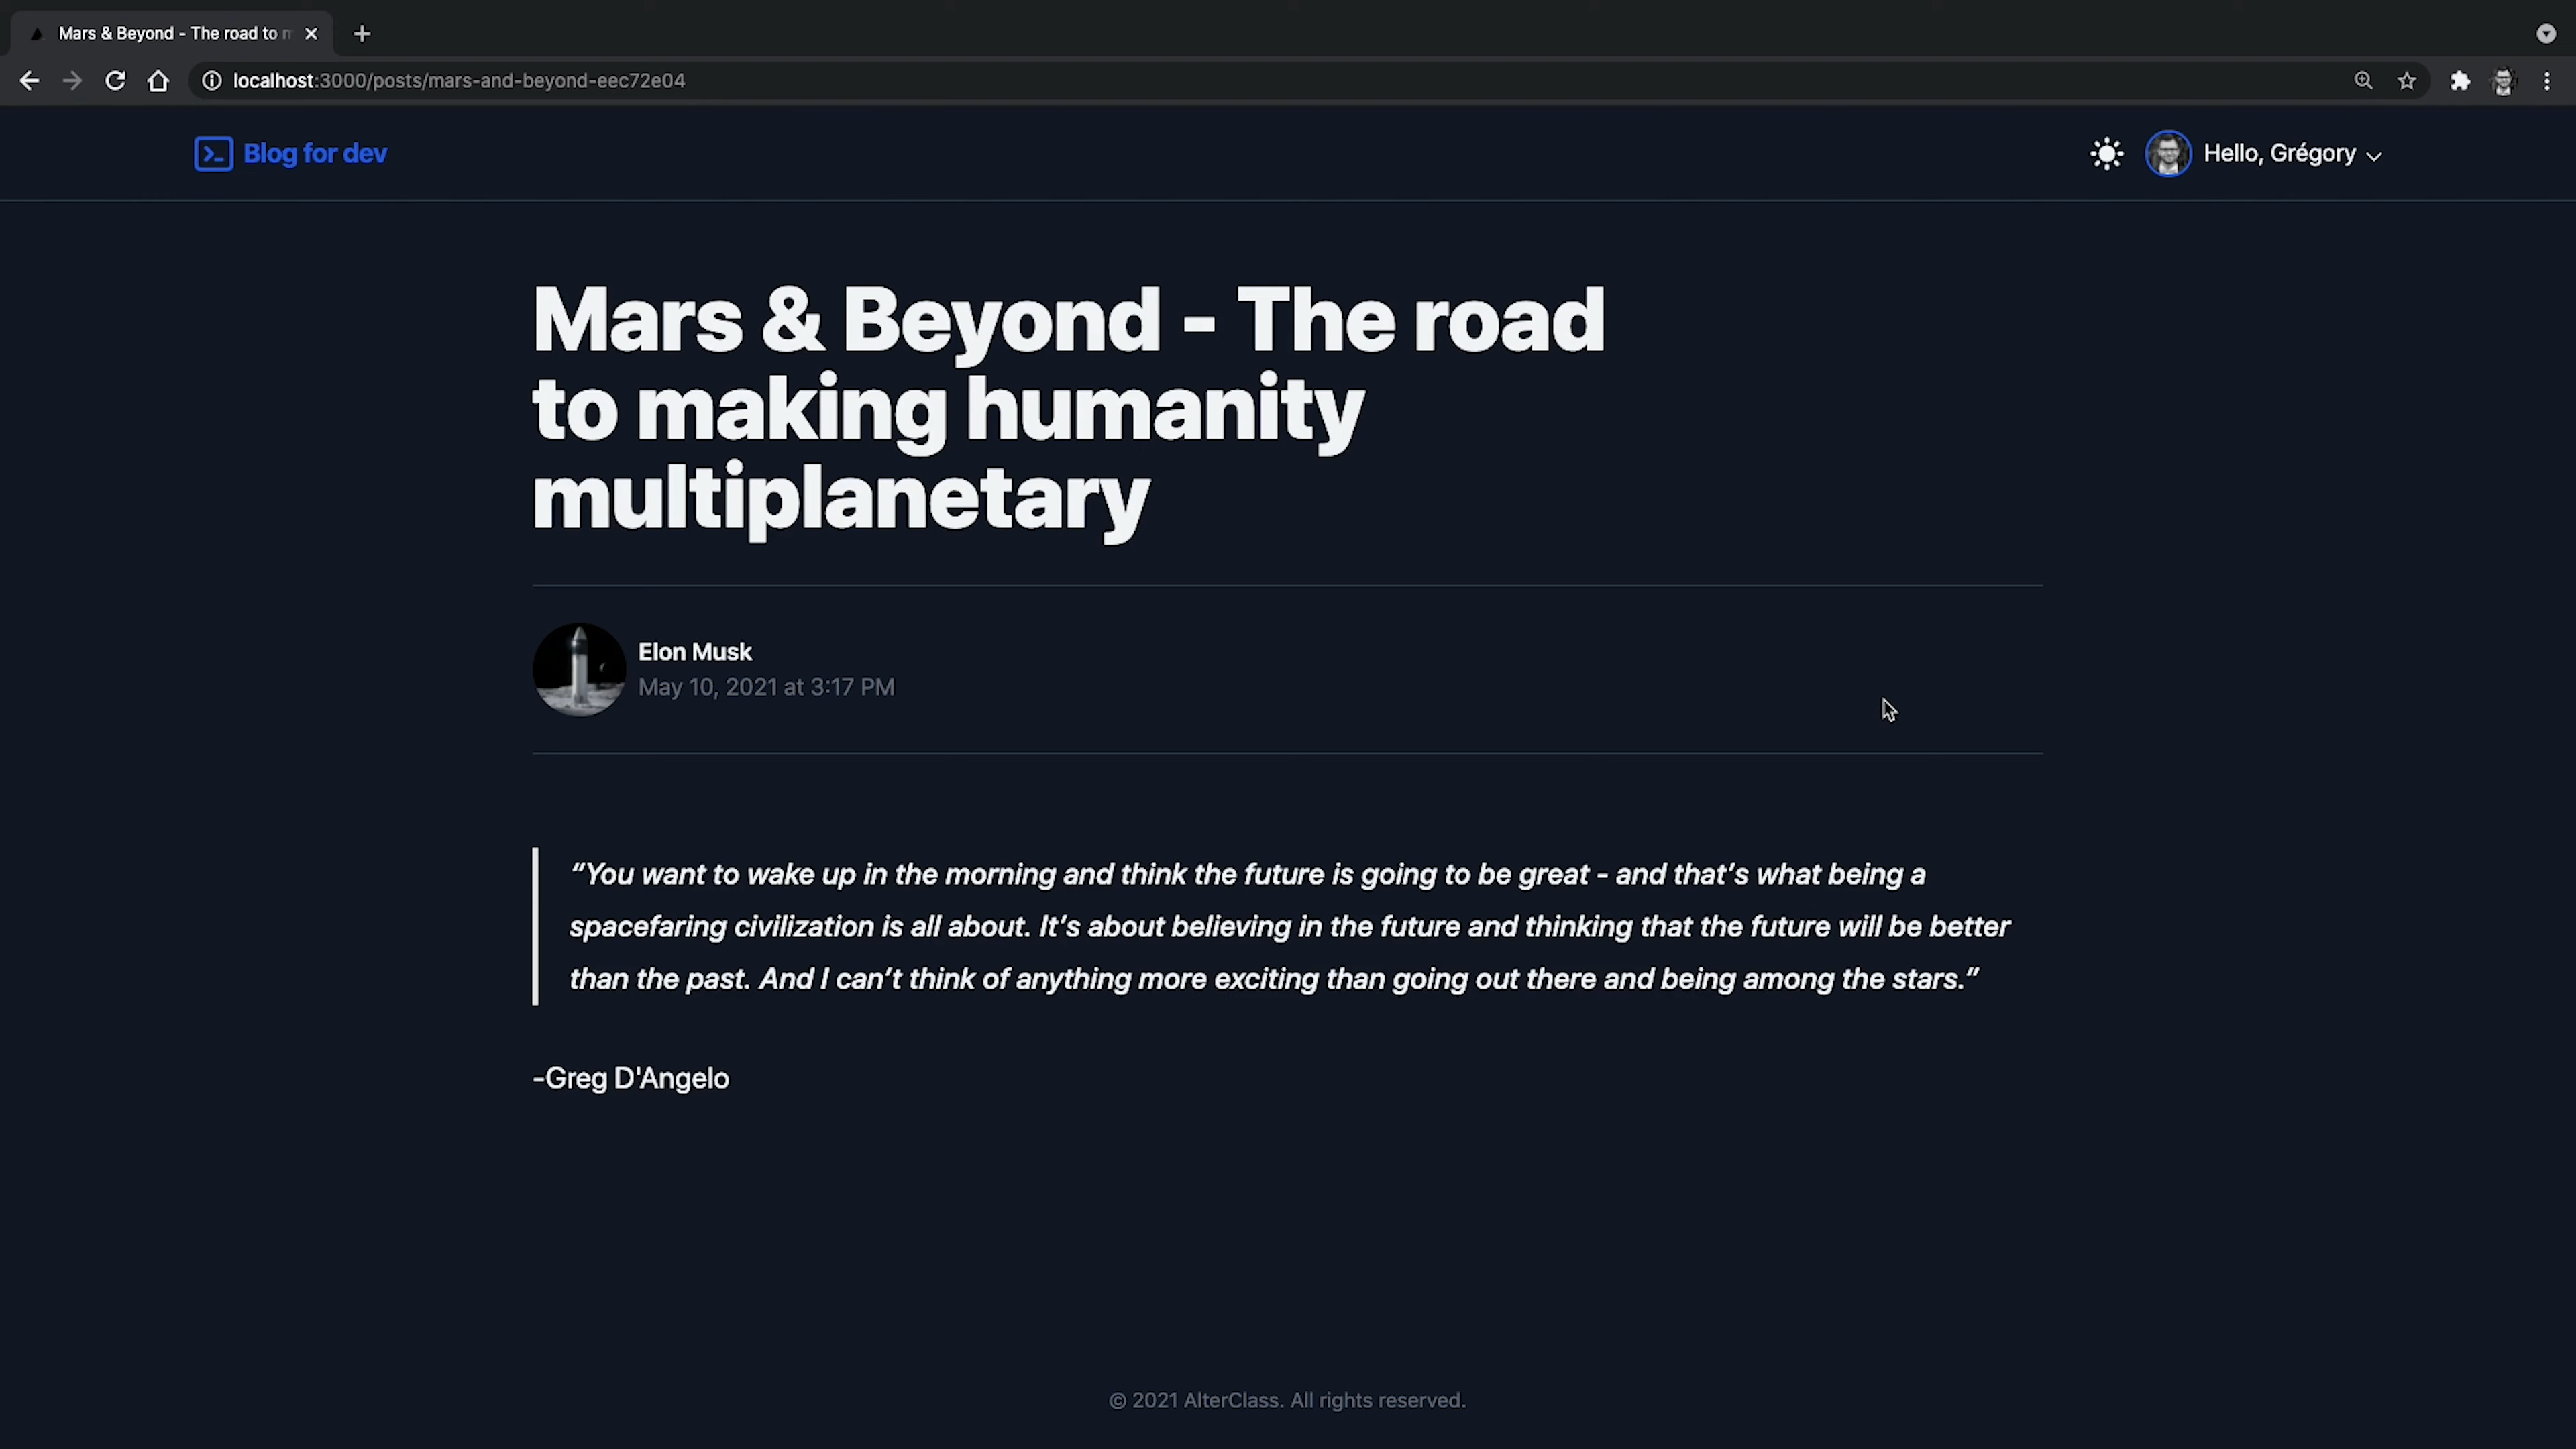 Mars & Beyond - The road to
localhost:3000/posts/mars-and-beyond-eec72e04
Blog for dev
Hello, Grégory
Mars & Beyond - The road
to making humanity
multiplanetary
Elon Musk
May 10, 2021 at 3:17 PM
“You want to wake up in the morning and think the future is going to be great - and that’s what being a
spacefaring civilization is all about. It’s about believing in the future and thinking that the future will be better
than the past. And I can’t think of anything more exciting than going out there and being among the stars.”
-Greg D'Angelo
© 2021 AlterClass. All rights reserved.